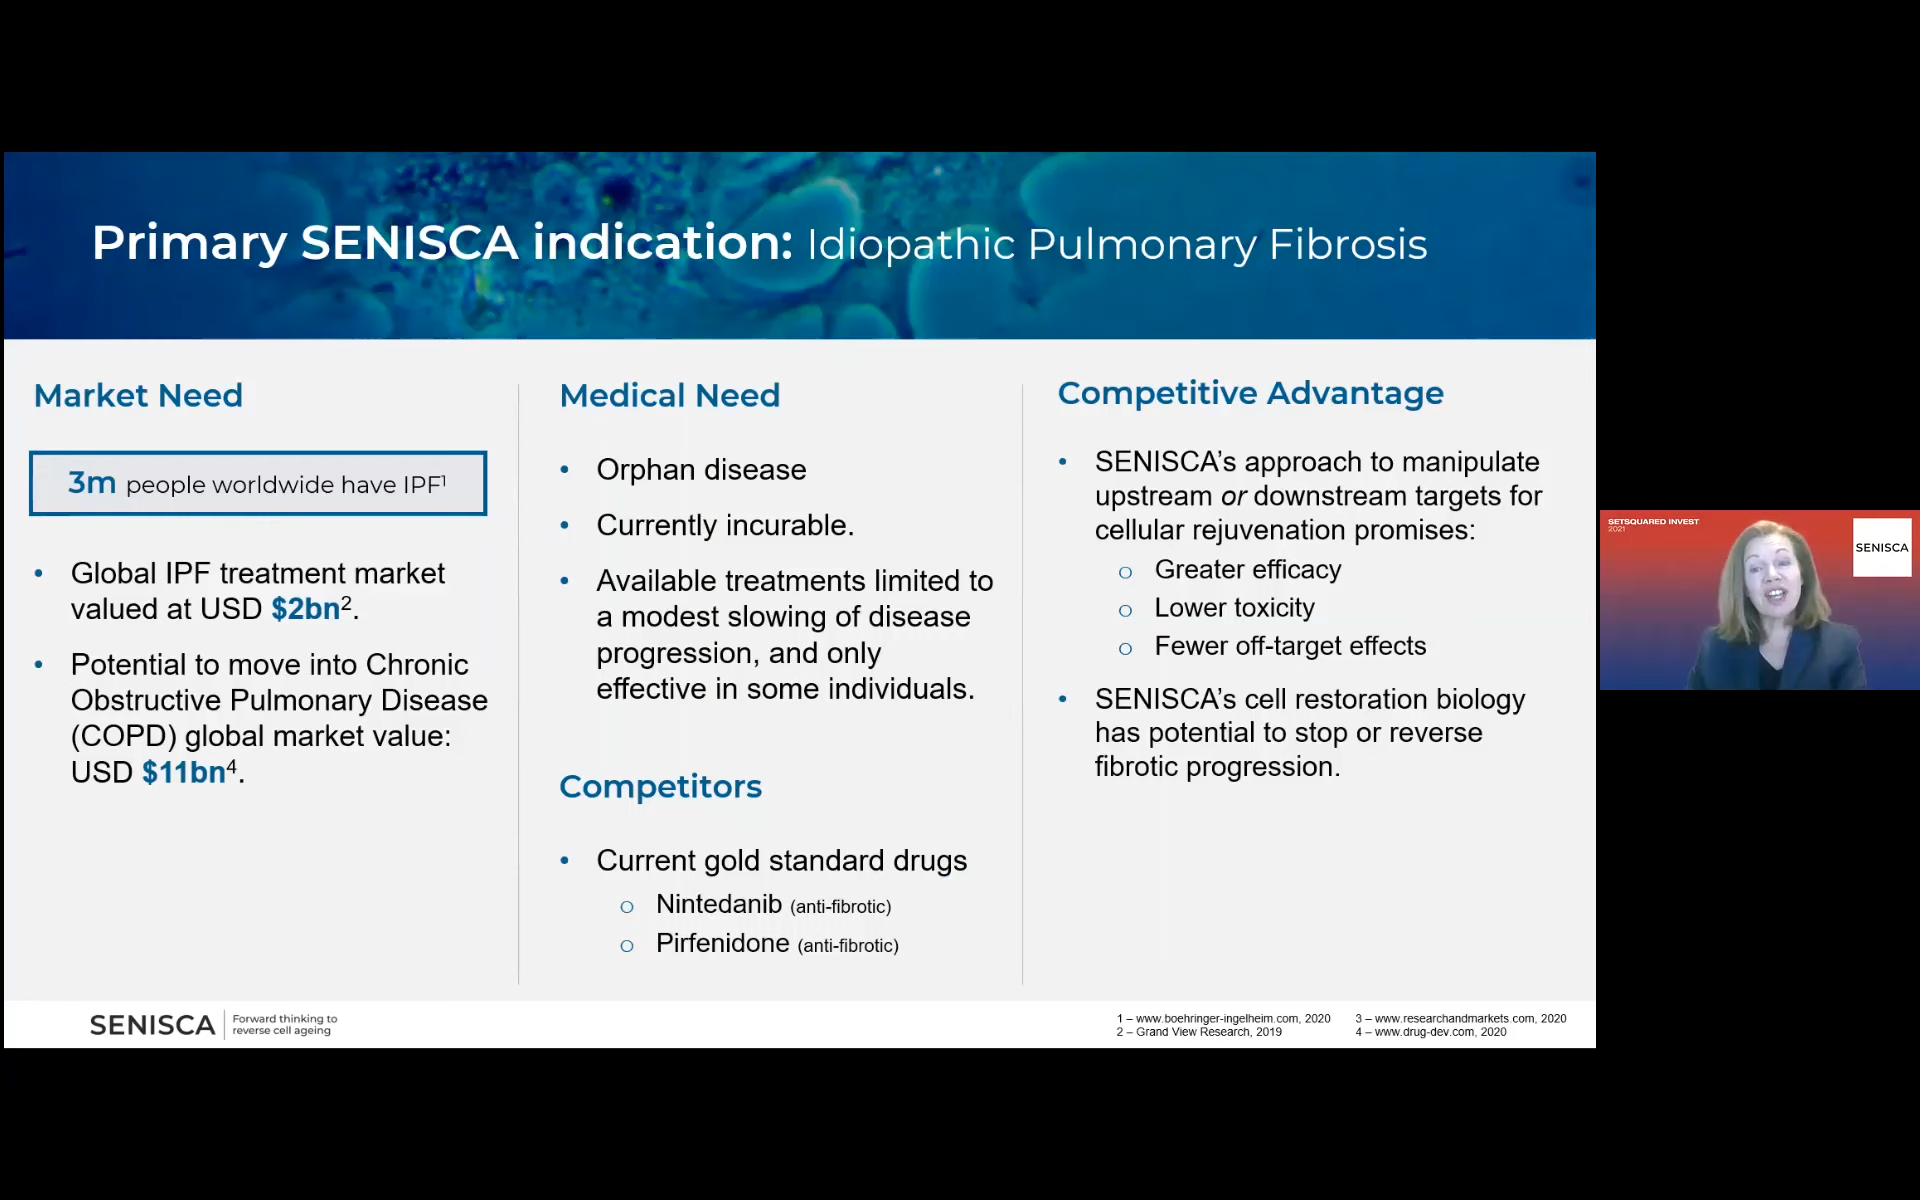 Primary SENISCA indication: Idiopathic Pulmonary Fibrosis
Market Need
3m people worldwide have IPF¹
• Global IPF treatment market
valued at USD $2bn².
• Potential to move into Chronic
Obstructive Pulmonary Disease
(COPD) global market value:
USD $11bn⁴.
Medical Need
• Orphan disease
• Currently incurable.
• Available treatments limited to
a modest slowing of disease
progression, and only
effective in some individuals.
Competitors
• Current gold standard drugs
o Nintedanib (anti-fibrotic)
o Pirfenidone (anti-fibrotic)
Competitive Advantage
• SENISCA’s approach to manipulate
upstream or downstream targets for
cellular rejuvenation promises:
o Greater efficacy
o Lower toxicity
o Fewer off-target effects
• SENISCA’s cell restoration biology
has potential to stop or reverse
fibrotic progression.
SENISCA
Forward thinking to
reverse cell ageing
1 – www.boehringer-ingelheim.com, 2020
2 – Grand View Research, 2019
3 – www.researchandmarkets.com, 2020
4 – www.drug-dev.com, 2020
SETSQUARED INVEST
2021
SENISCA